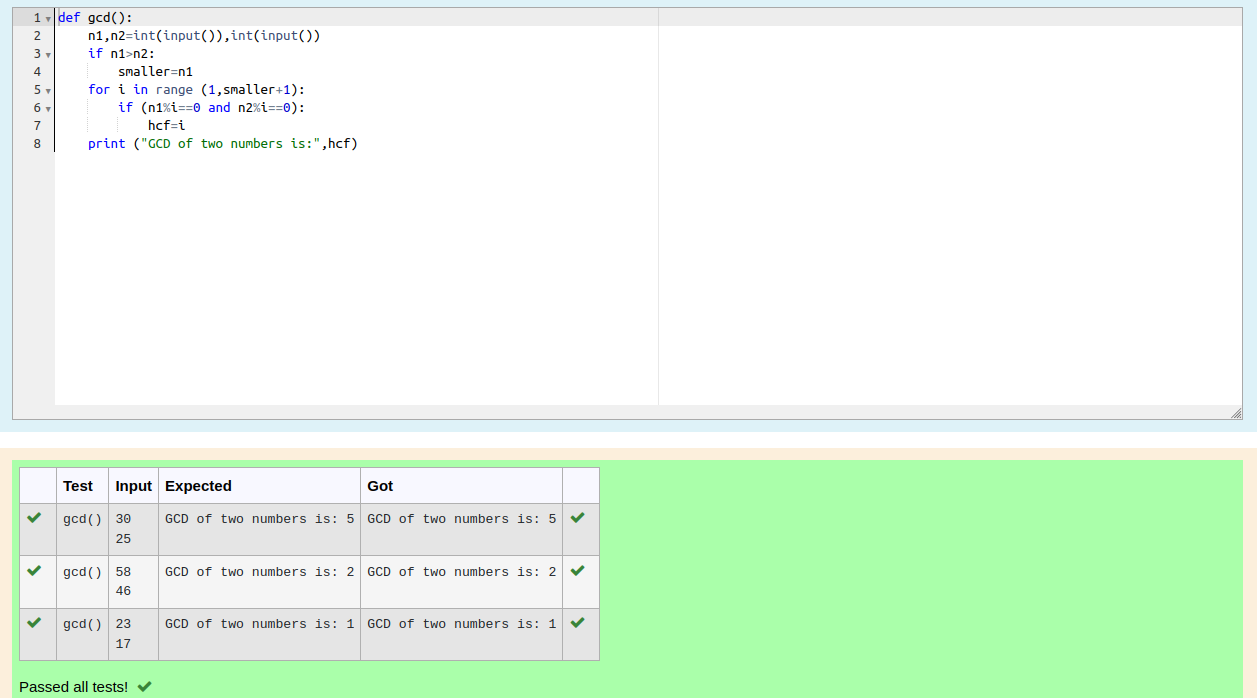 1 def gcd():
2     n1,n2=int(input()),int(input())
3     if n1>n2:
4         smaller=n1
5     for i in range (1,smaller+1):
6         if (n1%i==0 and n2%i==0):
7             hcf=i
8     print ("GCD of two numbers is:",hcf)
Test Input Expected Got
gcd() 30 GCD of two numbers is: 5 GCD of two numbers is: 5
25
gcd() 58 GCD of two numbers is: 2 GCD of two numbers is: 2
46
gcd() 23 GCD of two numbers is: 1 GCD of two numbers is: 1
17
Passed all tests!